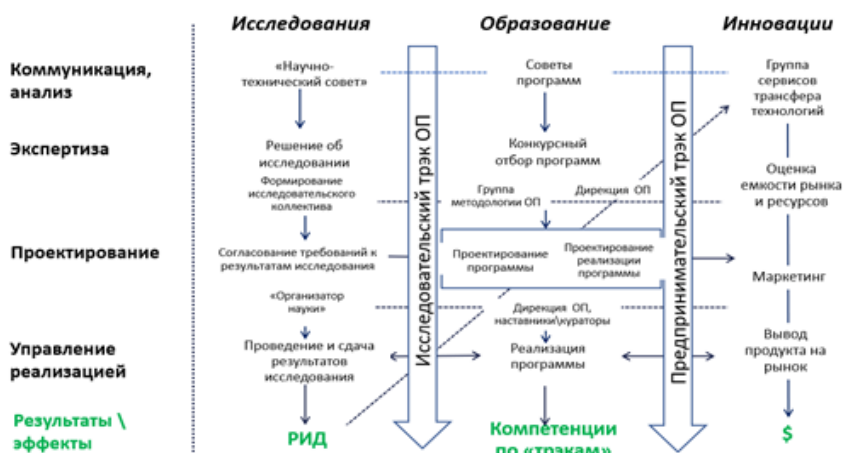 Исследования
Образование
Инновации
Коммуникация,
анализ
«Научно-
технический совет»
Советы
программ
Группа
сервисов
трансфера
технологий
Экспертиза
Решение об
исследовании
Формирование
исследовательского
коллектива
Конкурсный
отбор программ
Группа
методологии ОП
Дирекция ОП
Оценка
емкости рынка
и ресурсов
Проектирование
Согласование требований к
результатам исследования
Проектирование
программы
Проектирование
реализации
программы
Маркетинг
«Организатор
науки»
Дирекция ОП,
наставники\кураторы
Управление
реализацией
Проведение и сдача
результатов
исследования
Реализация
программы
Вывод
продукта на
рынок
Исследовательский трэк ОП
Предпринимательский трэк ОП
Результаты \
эффекты
РИД
Компетенции
по «трэкам»
$